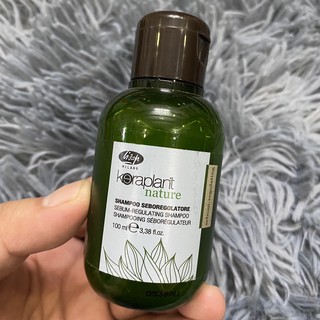 Lisap
MILANO
keraplant
nature
SHAMPOO SEBOREGOLATORE
SEBUM-REGULATING SHAMPOO
SHAMPOOING SÉBORÉGULATEUR
100 ml ℮ 3,38 fl.oz.